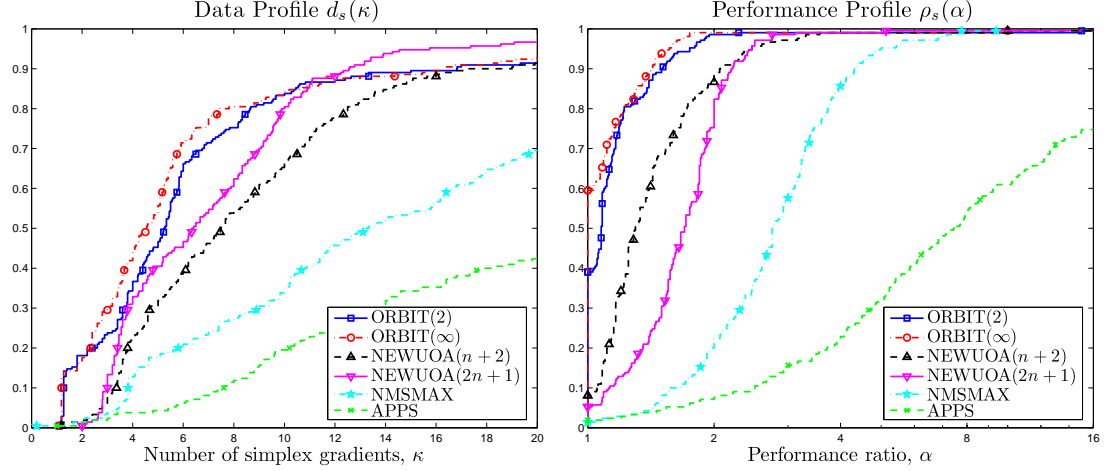 Data Profile d_s(κ)
1
0.9
0.8
0.7
0.6
0.5
0.4
0.3
0.2
0.1
0
0 2 4 6 8 10 12 14 16 18 20
Number of simplex gradients, κ
ORBIT(2)
ORBIT(∞)
NEWUOA(n + 2)
NEWUOA(2n + 1)
NMSMAX
APPS
Performance Profile ρ_s(α)
1
0.9
0.8
0.7
0.6
0.5
0.4
0.3
0.2
0.1
0
1 2 4 8 16
Performance ratio, α
ORBIT(2)
ORBIT(∞)
NEWUOA(n + 2)
NEWUOA(2n + 1)
NMSMAX
APPS